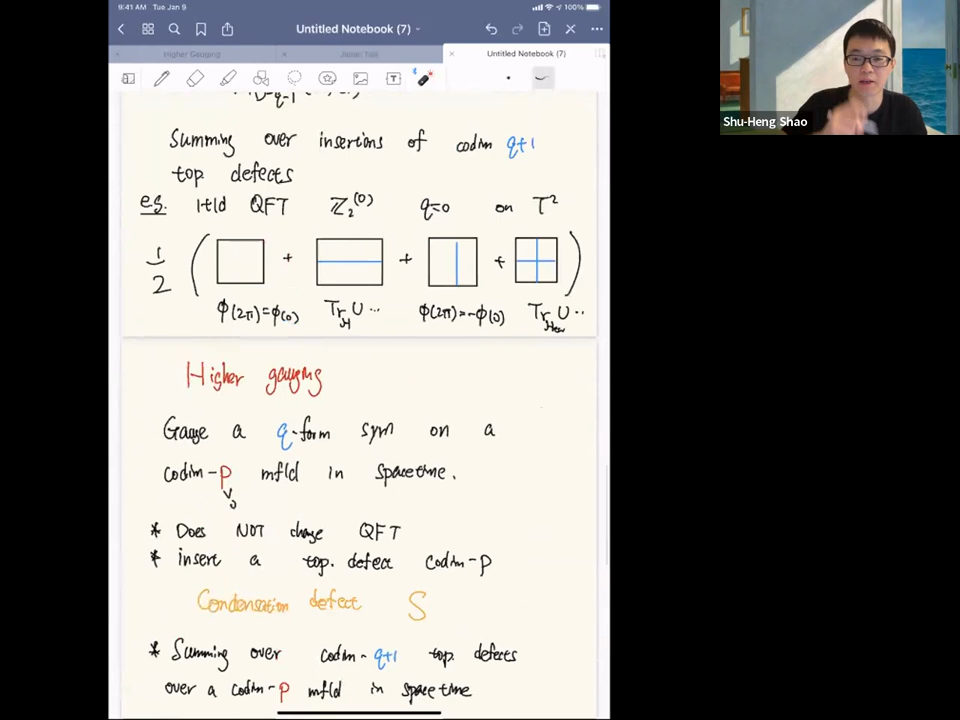 9:41 AM Tue Jan 9
100%
Untitled Notebook (7)
Higher Gauging
Untitled Notebook (7)
Summing over insertions of codim q+1
top defects
e.g. 1+1d QFT ℤ₂⁽⁰⁾ q=0 on T²
1/2 ( + + + )
ϕ(2π)=ϕ(0) Tr_H U ... ϕ(2π)=-ϕ(0) Tr U ..
Higher gauging
Gauge a q-form sym on a
codim-p mfld in spacetime.
* Does NOT change QFT
* insert a top. defect codim-p
Condensation defect S
* Summing over codim-q+1 top. defects
over a codim-p mfld in spacetime
Shu-Heng Shao